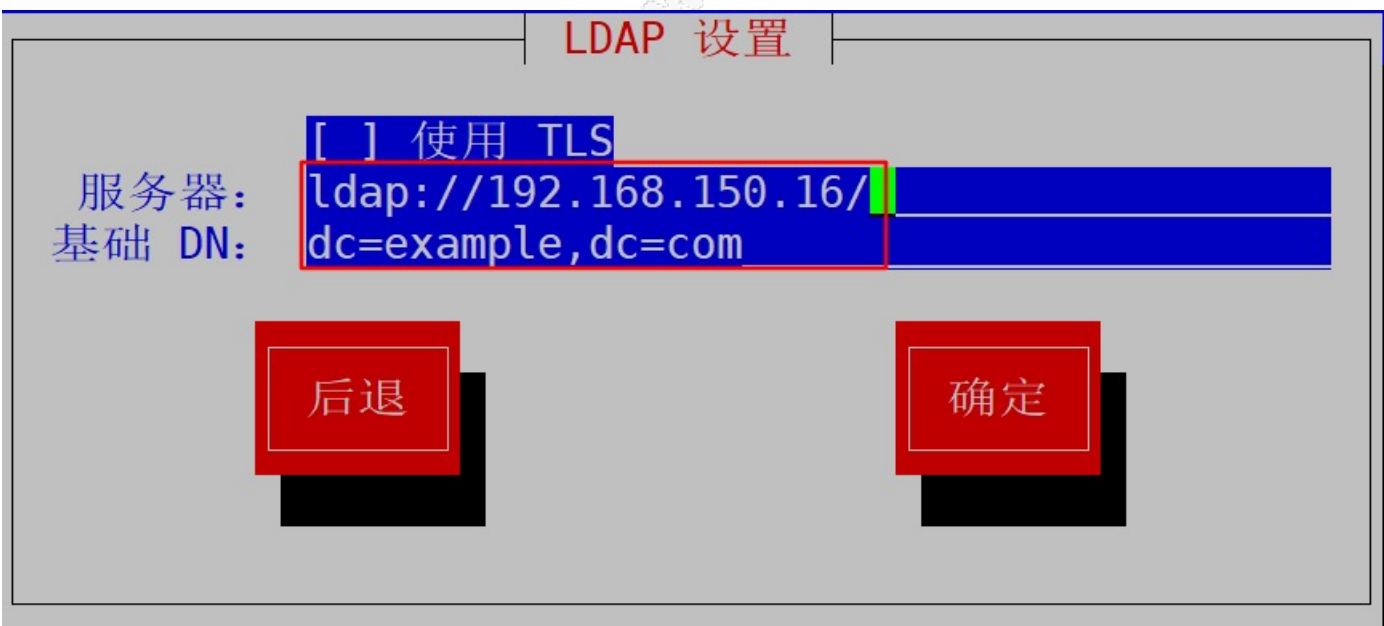 LDAP 设置
[ ] 使用 TLS
服务器: ldap://192.168.150.16/
基础 DN: dc=example,dc=com
后退 确定